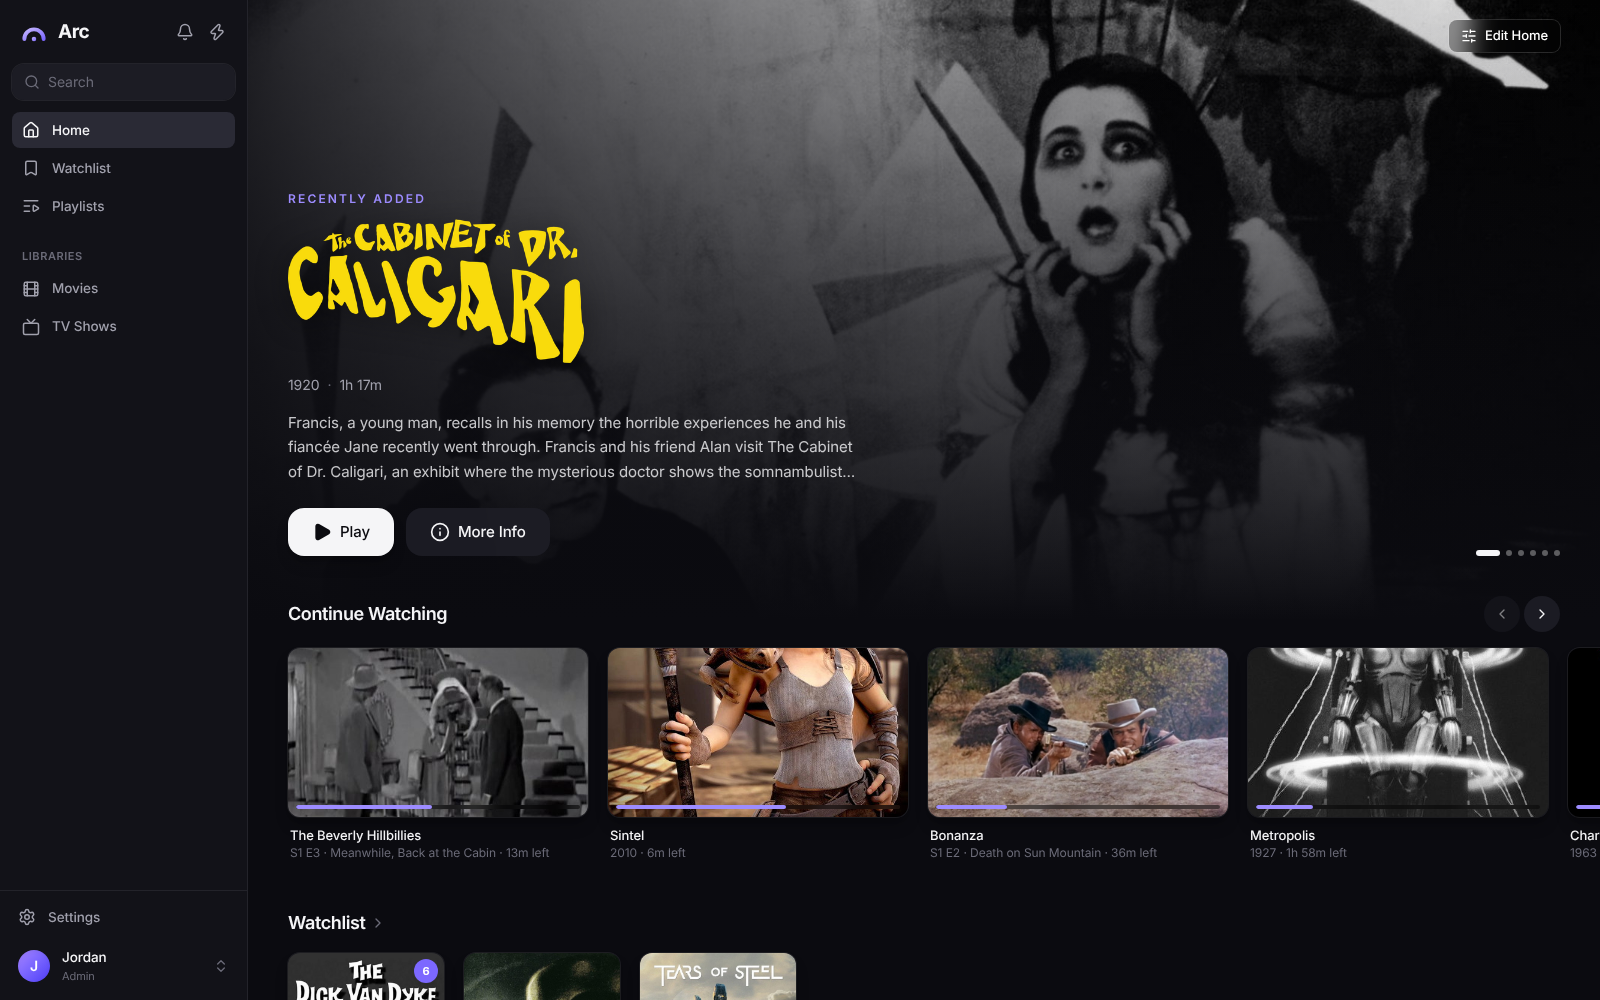 Arc
Search
Home
Watchlist
Playlists
LIBRARIES
Movies
TV Shows
Settings
J
Jordan
Admin
Edit Home
RECENTLY ADDED
The CABINET of DR.
CALIGARI
1920 · 1h 17m
Francis, a young man, recalls in his memory the horrible experiences he and his
fiancée Jane recently went through. Francis and his friend Alan visit The Cabinet
of Dr. Caligari, an exhibit where the mysterious doctor shows the somnambulist...
Play
More Info
Continue Watching
The Beverly Hillbillies
S1 E3 · Meanwhile, Back at the Cabin · 13m left
Sintel
2010 · 6m left
Bonanza
S1 E2 · Death on Sun Mountain · 36m left
Metropolis
1927 · 1h 58m left
Char
1963
Watchlist
THE
DICK VAN DYKE
6
TEARS OF STEEL